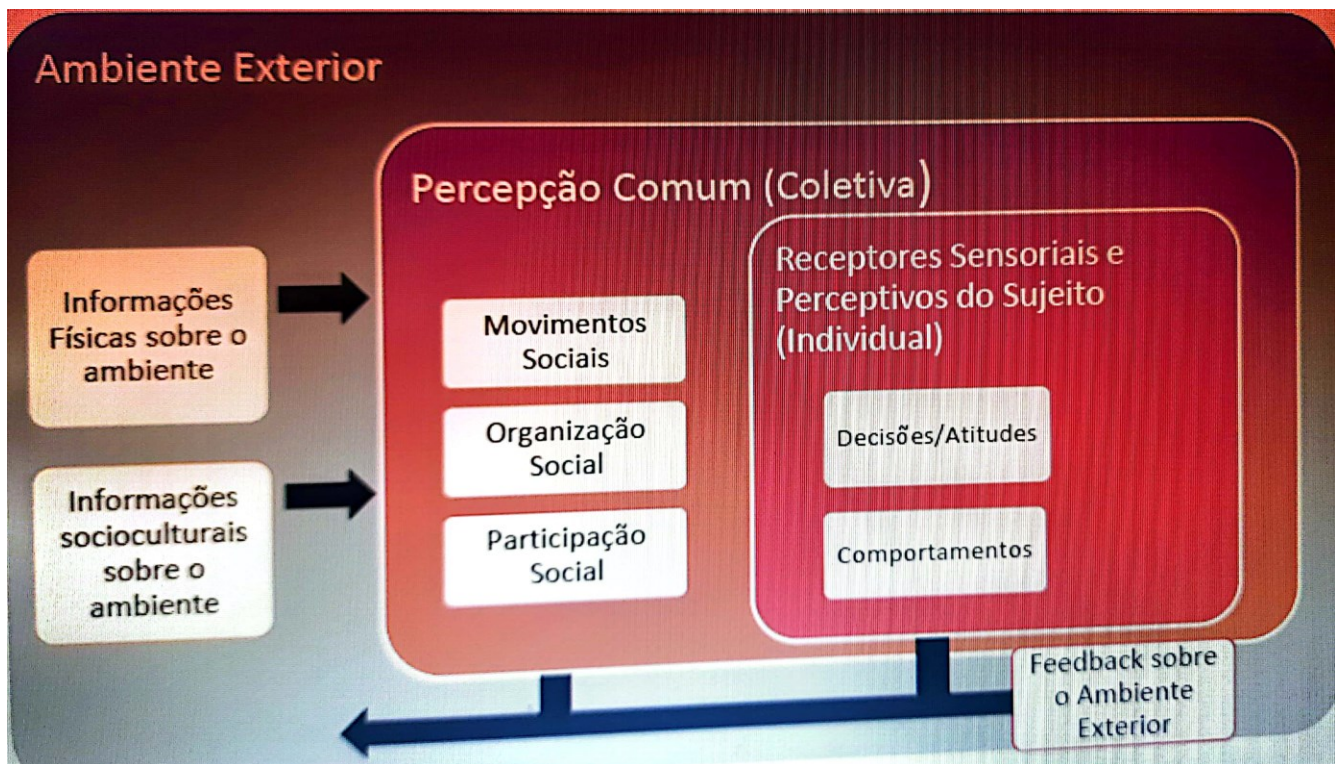 Ambiente Exterior
Percepção Comum (Coletiva)
Informações
Físicas sobre o
ambiente
Informações
socioculturais
sobre o
ambiente
Movimentos
Sociais
Organização
Social
Participação
Social
Receptores Sensoriais e
Perceptivos do Sujeito
(Individual)
Decisões/Atitudes
Comportamentos
Feedback sobre
o Ambiente
Exterior